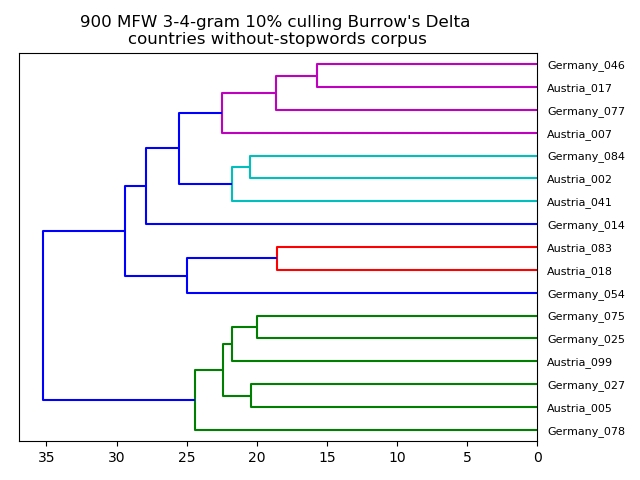 900 MFW 3-4-gram 10% culling Burrow's Delta
countries without-stopwords corpus
Germany_046
Austria_017
Germany_077
Austria_007
Germany_084
Austria_002
Austria_041
Germany_014
Austria_083
Austria_018
Germany_054
Germany_075
Germany_025
Austria_099
Germany_027
Austria_005
Germany_078
35 30 25 20 15 10 5 0